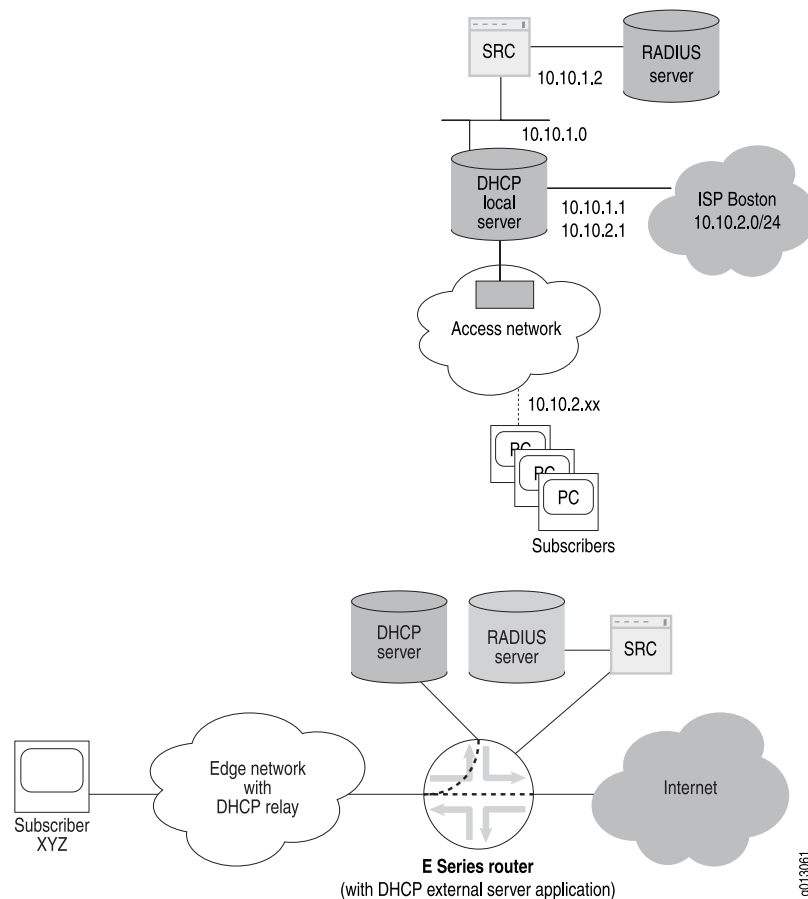 SRC
RADIUS
server
10.10.1.2
10.10.1.0
DHCP
local
server
10.10.1.1
10.10.2.1
ISP Boston
10.10.2.0/24
Access network
10.10.2.xx
PC
PC
PC
Subscribers
DHCP
server
RADIUS
server
SRC
Edge network
with
DHCP relay
Internet
Subscriber
XYZ
E Series router
(with DHCP external server application)
g013061